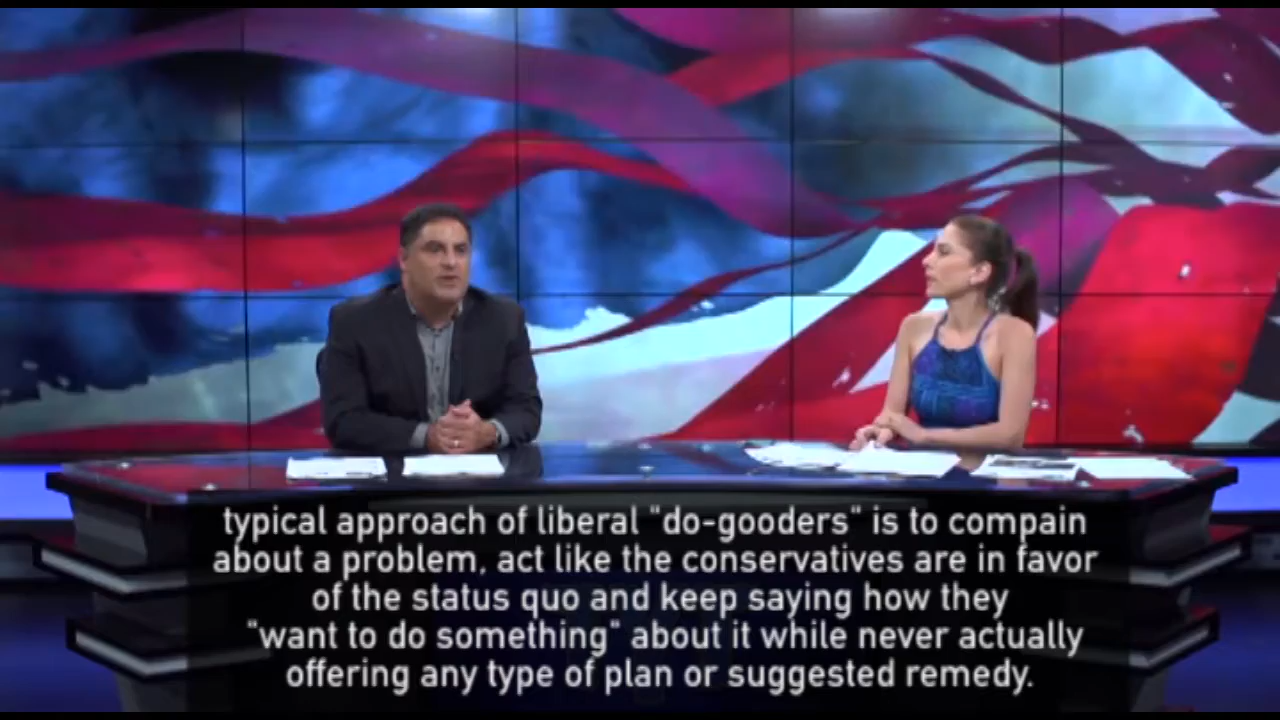 typical approach of liberal "do-gooders" is to compain
about a problem, act like the conservatives are in favor
of the status quo and keep saying how they
"want to do something" about it while never actually
offering any type of plan or suggested remedy.